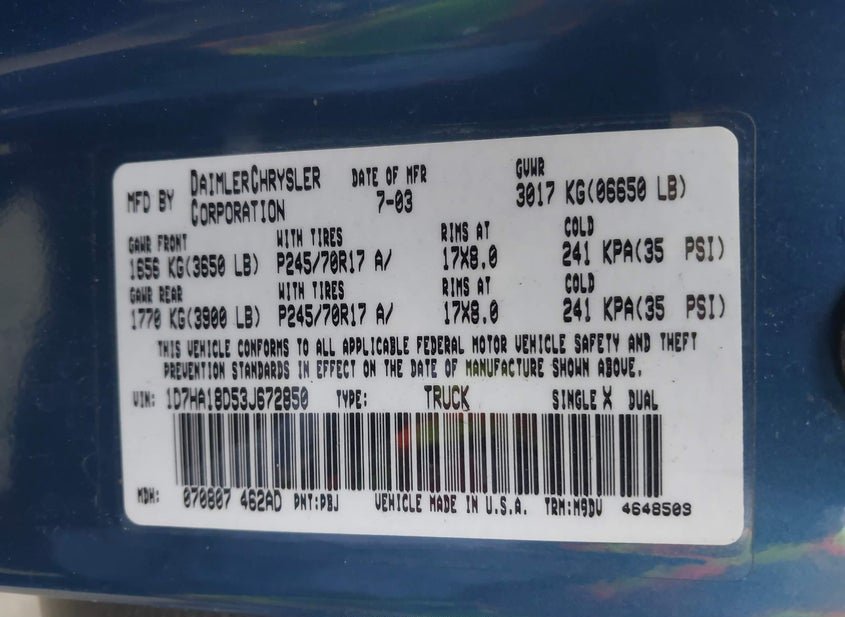 MFD BY DAIMLERCHRYSLER CORPORATION DATE OF MFR 7-03 GVWR 3017 KG(06650 LB)
GAWR FRONT WITH TIRES RIMS AT COLD
1656 KG(3650 LB) P245/70R17 A/ 17X8.0 241 KPA(35 PSI)
GAWR REAR WITH TIRES RIMS AT COLD
1770 KG(3900 LB) P245/70R17 A/ 17X8.0 241 KPA(35 PSI)
THIS VEHICLE CONFORMS TO ALL APPLICABLE FEDERAL MOTOR VEHICLE SAFETY AND THEFT
PREVENTION STANDARDS IN EFFECT ON THE DATE OF MANUFACTURE SHOWN ABOVE.
VIN: 1D7HA18D53J672850 TYPE: TRUCK SINGLE X DUAL
MDH: 070807 462AD PNT:PBJ VEHICLE MADE IN U.S.A. TRM:M9DV 4648503